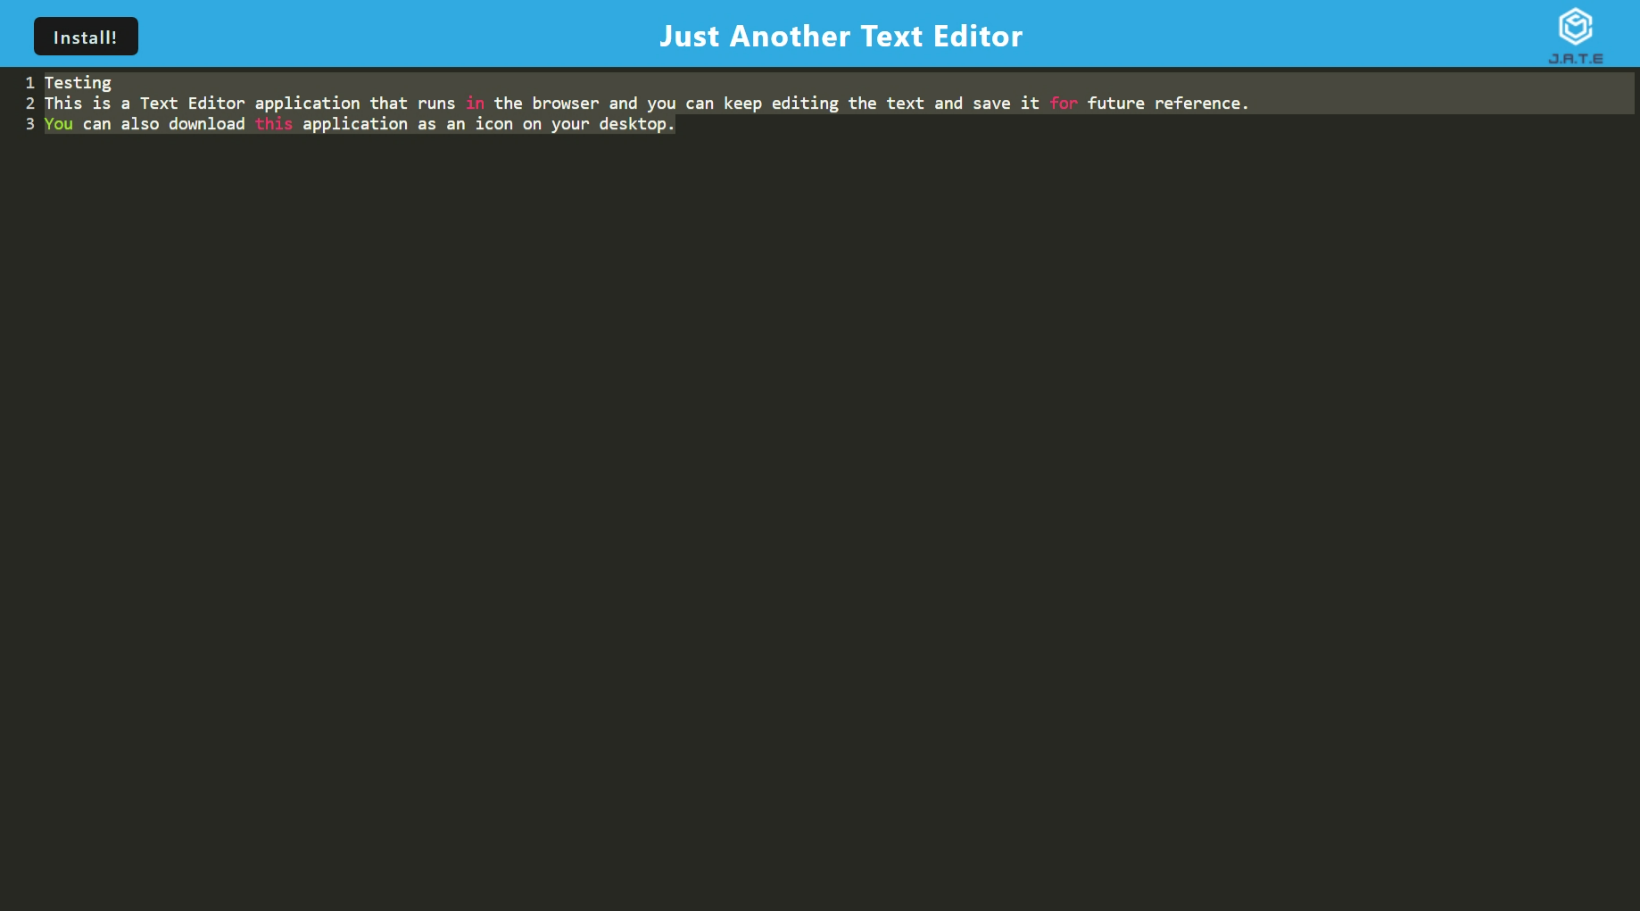 Install!
Just Another Text Editor
J.A.T.E
1 Testing
2 This is a Text Editor application that runs in the browser and you can keep editing the text and save it for future reference.
3 You can also download this application as an icon on your desktop.